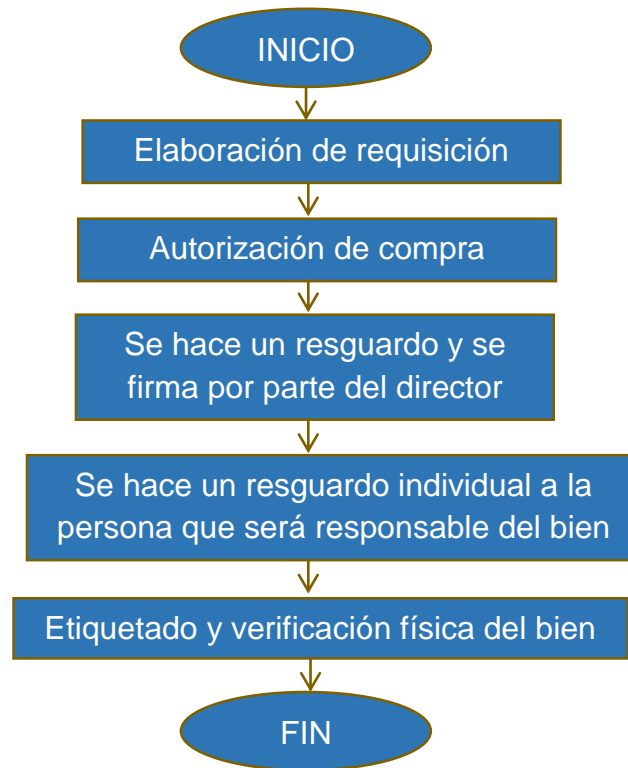 INICIO
Elaboración de requisición
Autorización de compra
Se hace un resguardo y se
firma por parte del director
Se hace un resguardo individual a la
persona que será responsable del bien
Etiquetado y verificación física del bien
FIN